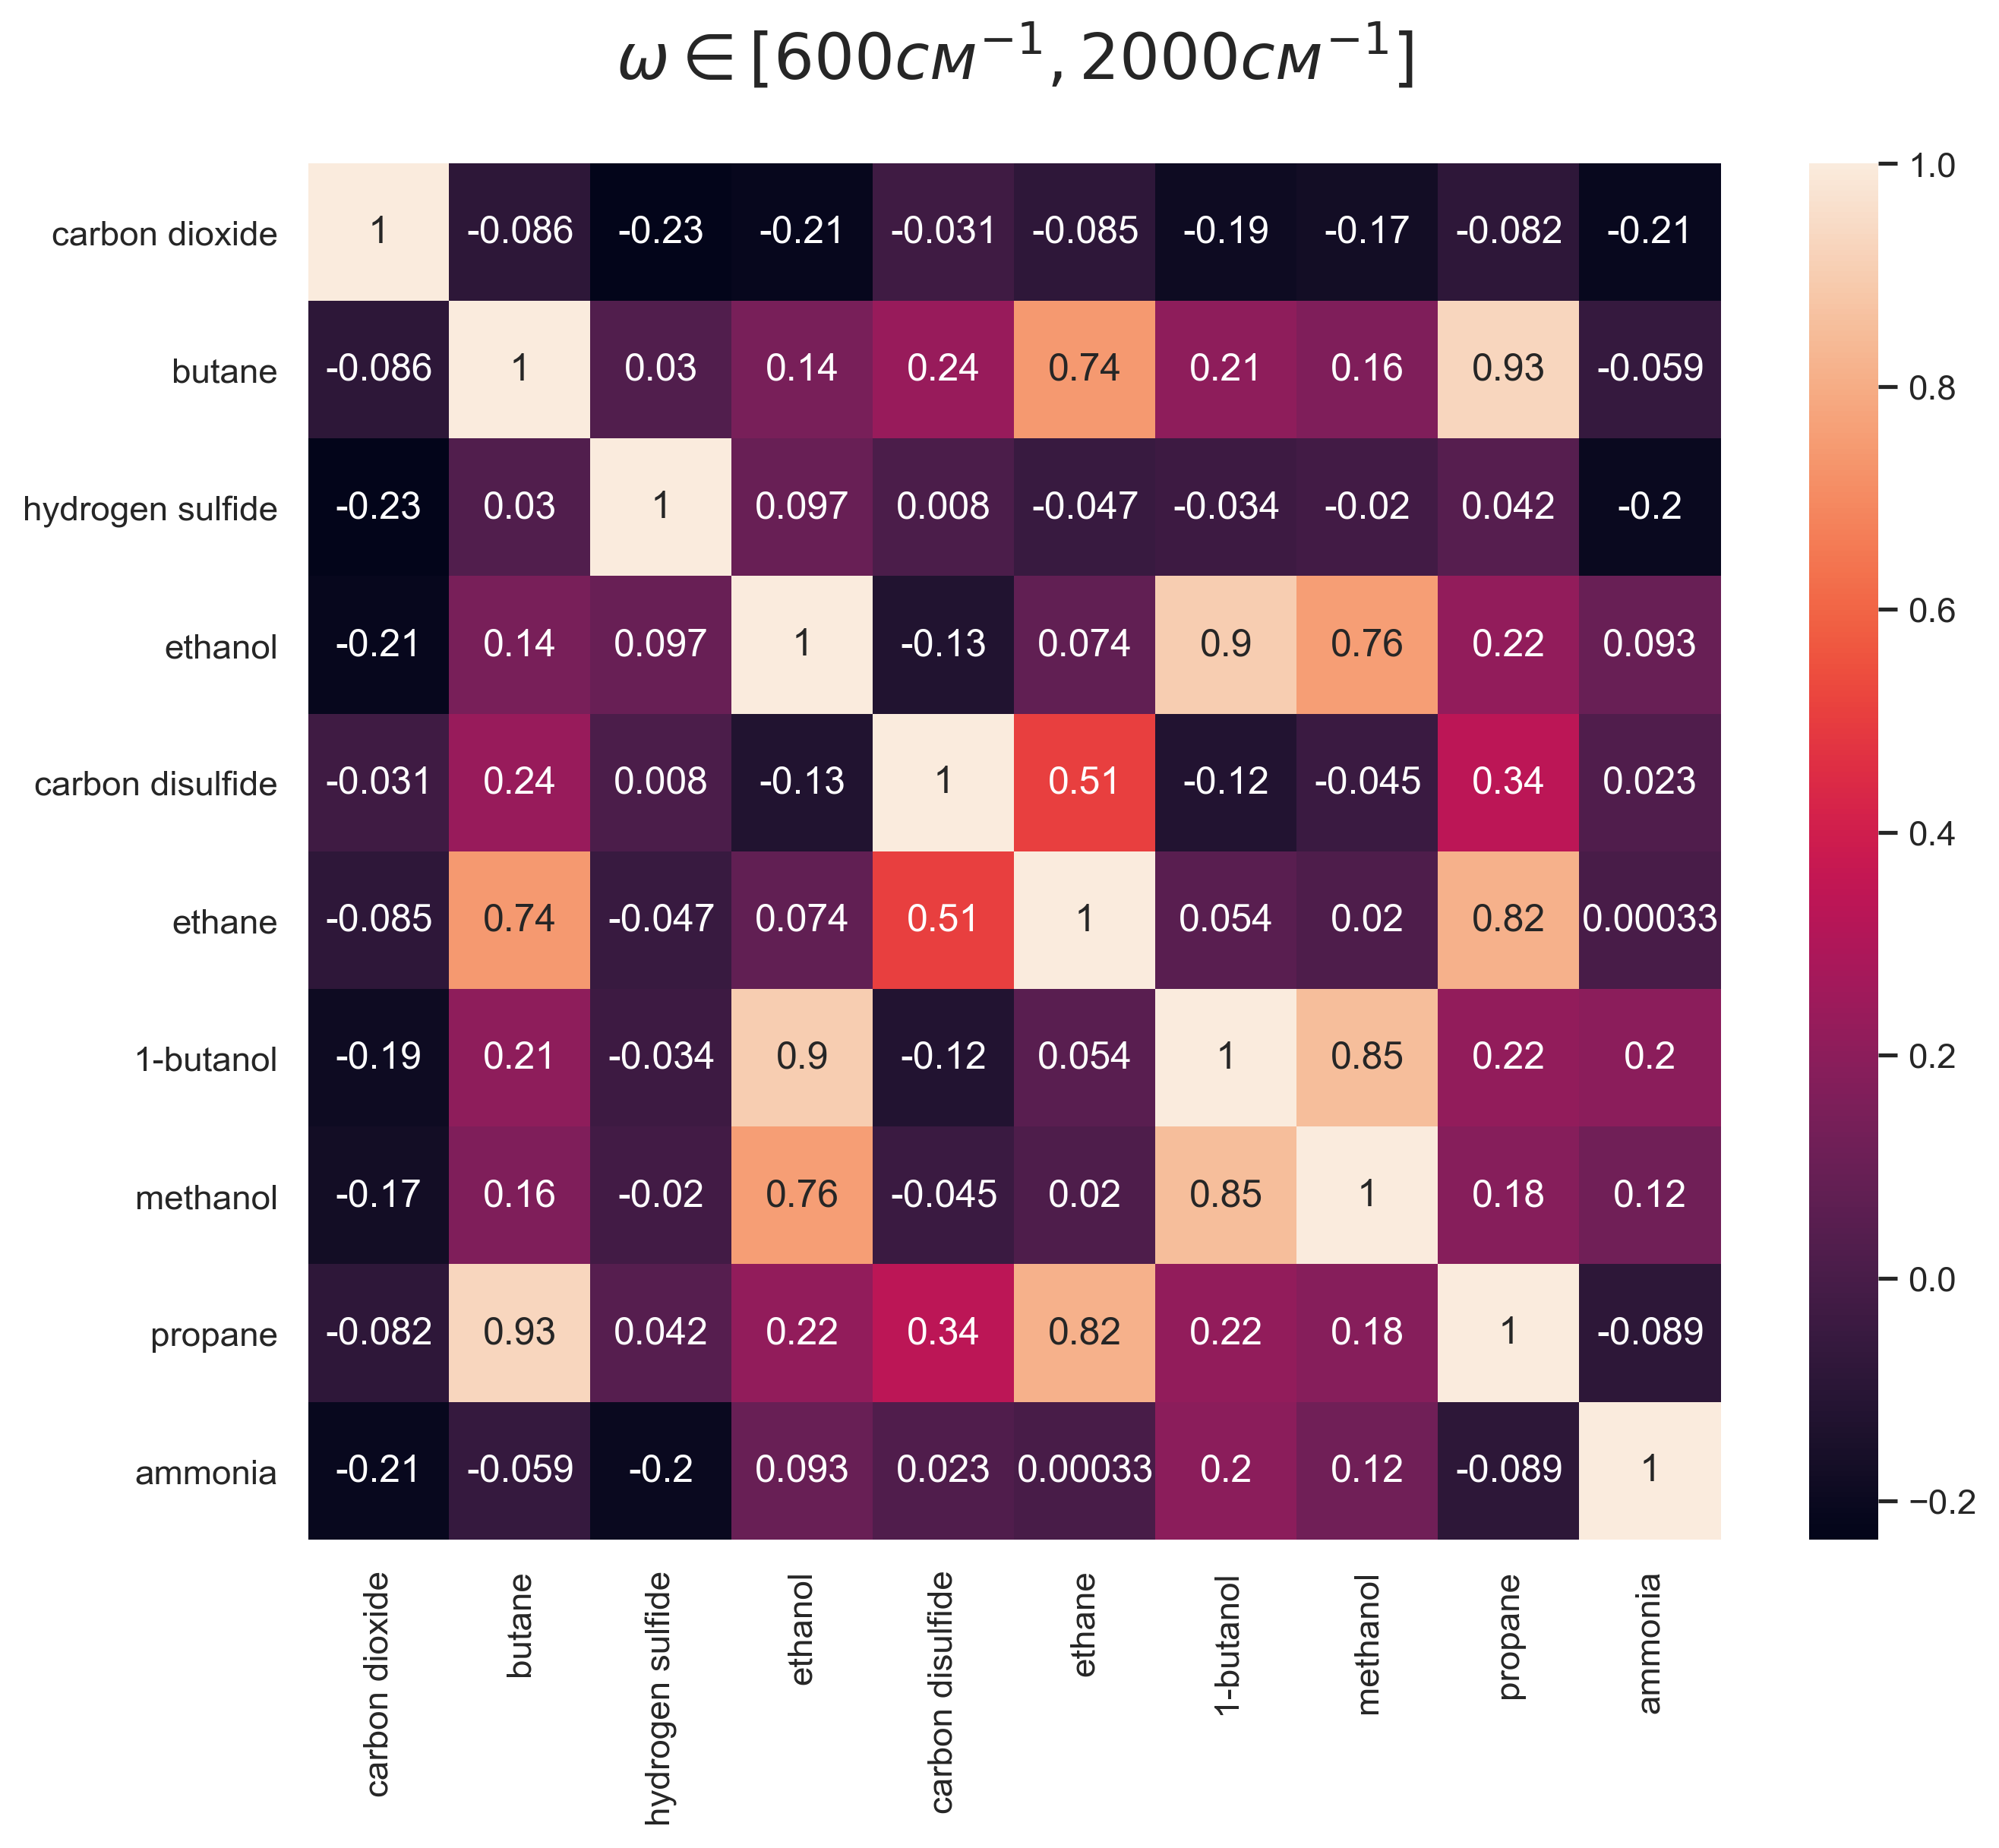 ω ∈ [600см⁻¹, 2000см⁻¹]
carbon dioxide 1 -0.086 -0.23 -0.21 -0.031 -0.085 -0.19 -0.17 -0.082 -0.21
butane -0.086 1 0.03 0.14 0.24 0.74 0.21 0.16 0.93 -0.059
hydrogen sulfide -0.23 0.03 1 0.097 0.008 -0.047 -0.034 -0.02 0.042 -0.2
ethanol -0.21 0.14 0.097 1 -0.13 0.074 0.9 0.76 0.22 0.093
carbon disulfide -0.031 0.24 0.008 -0.13 1 0.51 -0.12 -0.045 0.34 0.023
ethane -0.085 0.74 -0.047 0.074 0.51 1 0.054 0.02 0.82 0.00033
1-butanol -0.19 0.21 -0.034 0.9 -0.12 0.054 1 0.85 0.22 0.2
methanol -0.17 0.16 -0.02 0.76 -0.045 0.02 0.85 1 0.18 0.12
propane -0.082 0.93 0.042 0.22 0.34 0.82 0.22 0.18 1 -0.089
ammonia -0.21 -0.059 -0.2 0.093 0.023 0.00033 0.2 0.12 -0.089 1
carbon dioxide
butane
hydrogen sulfide
ethanol
carbon disulfide
ethane
1-butanol
methanol
propane
ammonia
1.0
0.8
0.6
0.4
0.2
0.0
−0.2